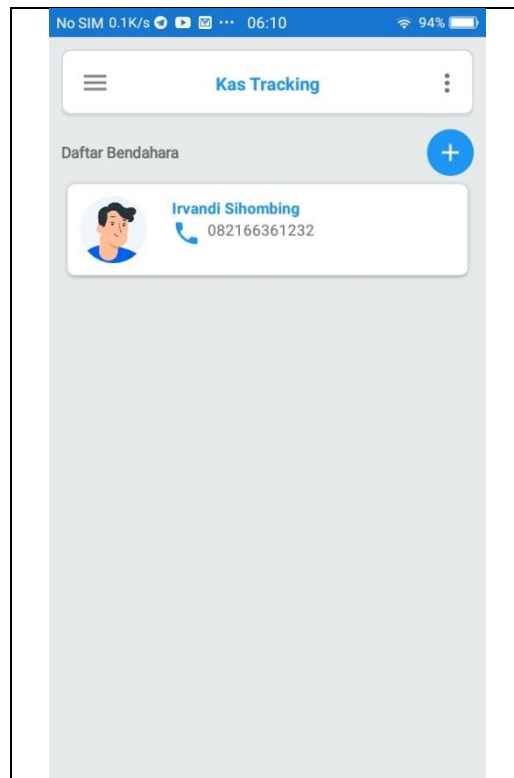 No SIM 0.1K/s ··· 06:10 94%
Kas Tracking
Daftar Bendahara
Irvandi Sihombing
082166361232